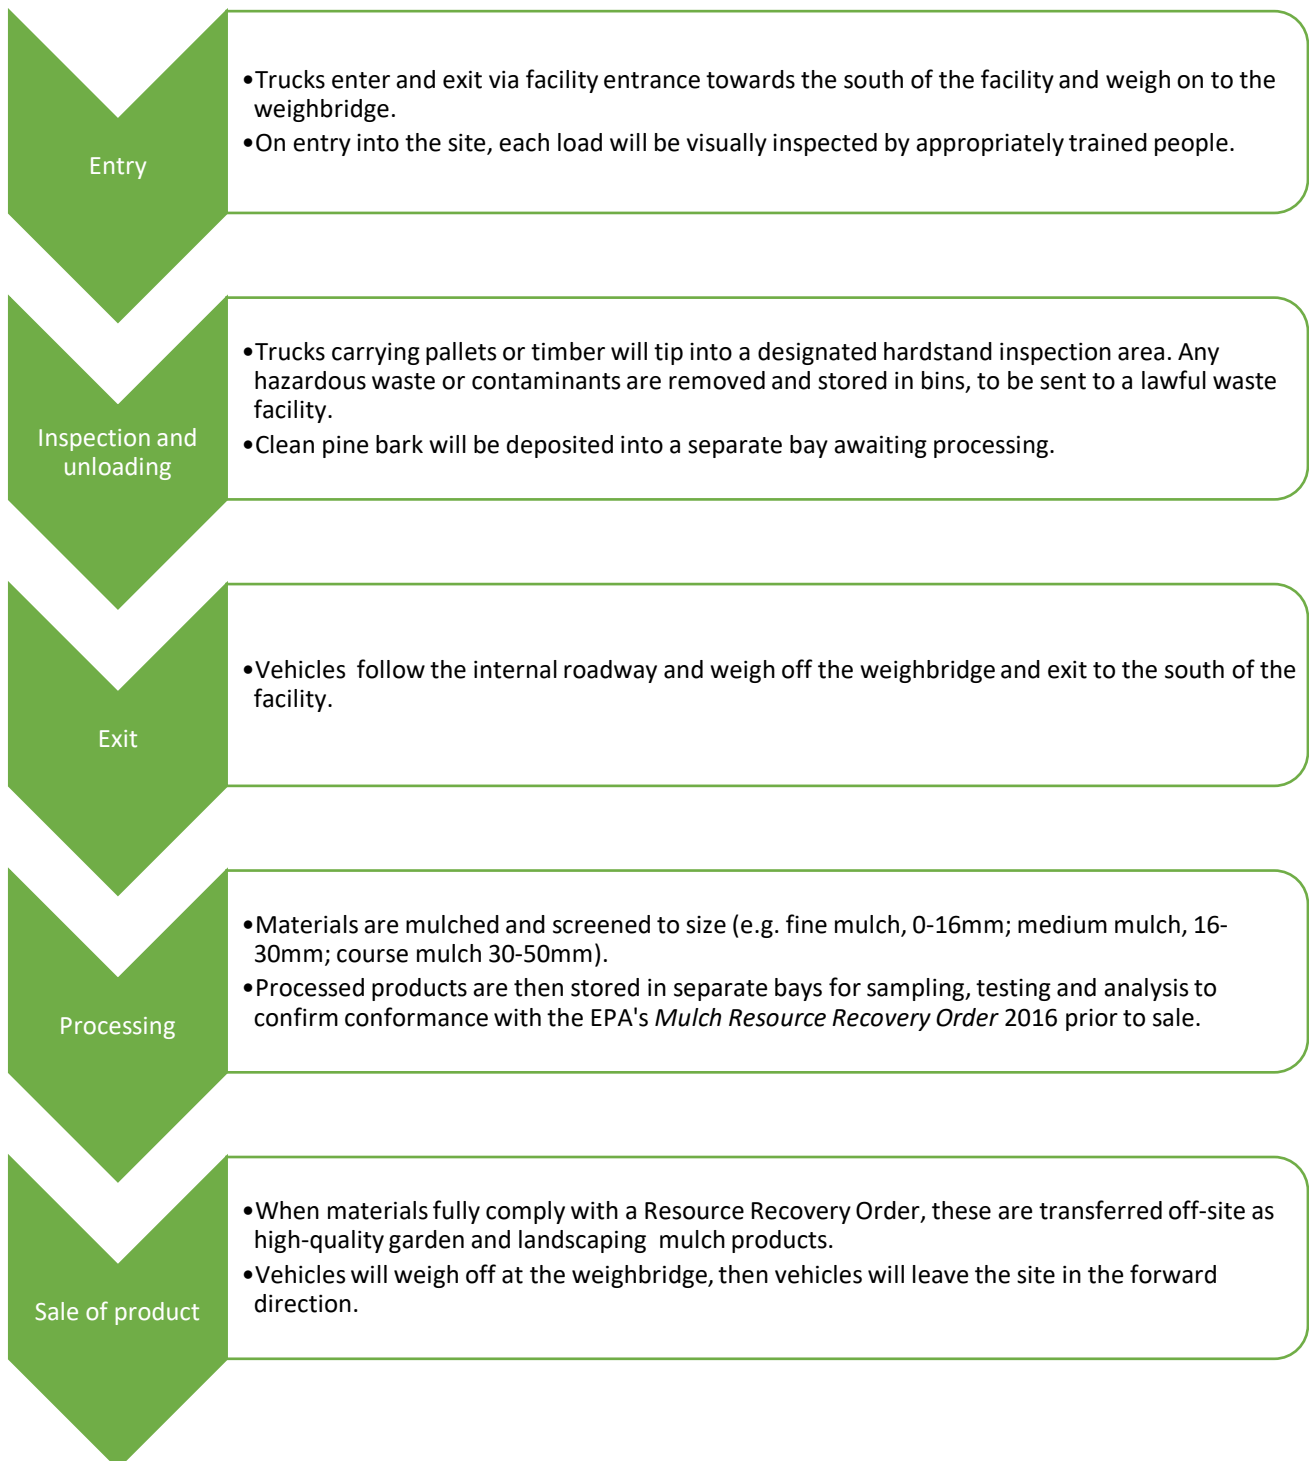 Entry
•Trucks enter and exit via facility entrance towards the south of the facility and weigh on to the
weighbridge.
•On entry into the site, each load will be visually inspected by appropriately trained people.
Inspection and
unloading
•Trucks carrying pallets or timber will tip into a designated hardstand inspection area. Any
hazardous waste or contaminants are removed and stored in bins, to be sent to a lawful waste
facility.
•Clean pine bark will be deposited into a separate bay awaiting processing.
Exit
•Vehicles follow the internal roadway and weigh off the weighbridge and exit to the south of the
facility.
Processing
•Materials are mulched and screened to size (e.g. fine mulch, 0-16mm; medium mulch, 16-
30mm; course mulch 30-50mm).
•Processed products are then stored in separate bays for sampling, testing and analysis to
confirm conformance with the EPA's Mulch Resource Recovery Order 2016 prior to sale.
Sale of product
•When materials fully comply with a Resource Recovery Order, these are transferred off-site as
high-quality garden and landscaping mulch products.
•Vehicles will weigh off at the weighbridge, then vehicles will leave the site in the forward
direction.